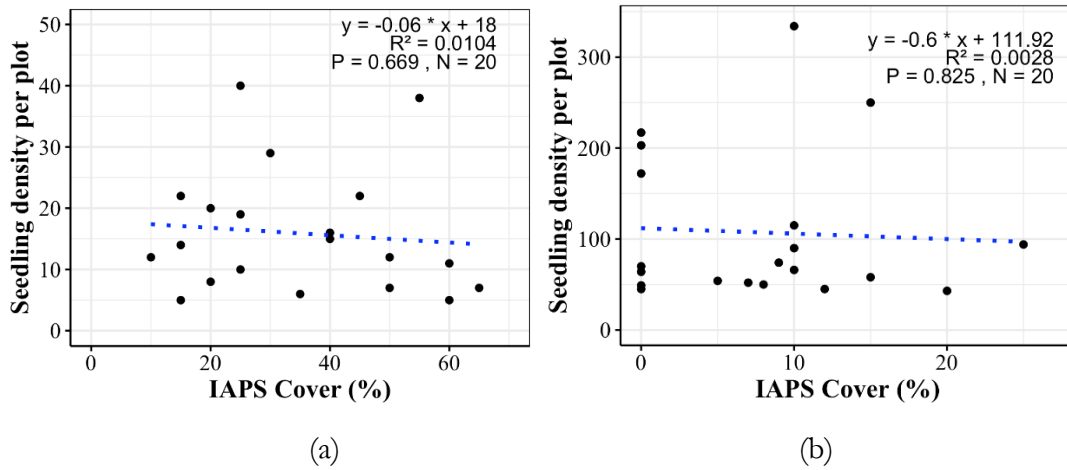 y = -0.06 * x + 18
R² = 0.0104
P = 0.669 , N = 20
Seedling density per plot
50
40
30
20
10
0
0 20 40 60
IAPS Cover (%)
(a)
y = -0.6 * x + 111.92
R² = 0.0028
P = 0.825 , N = 20
Seedling density per plot
300
200
100
0
0 10 20
IAPS Cover (%)
(b)